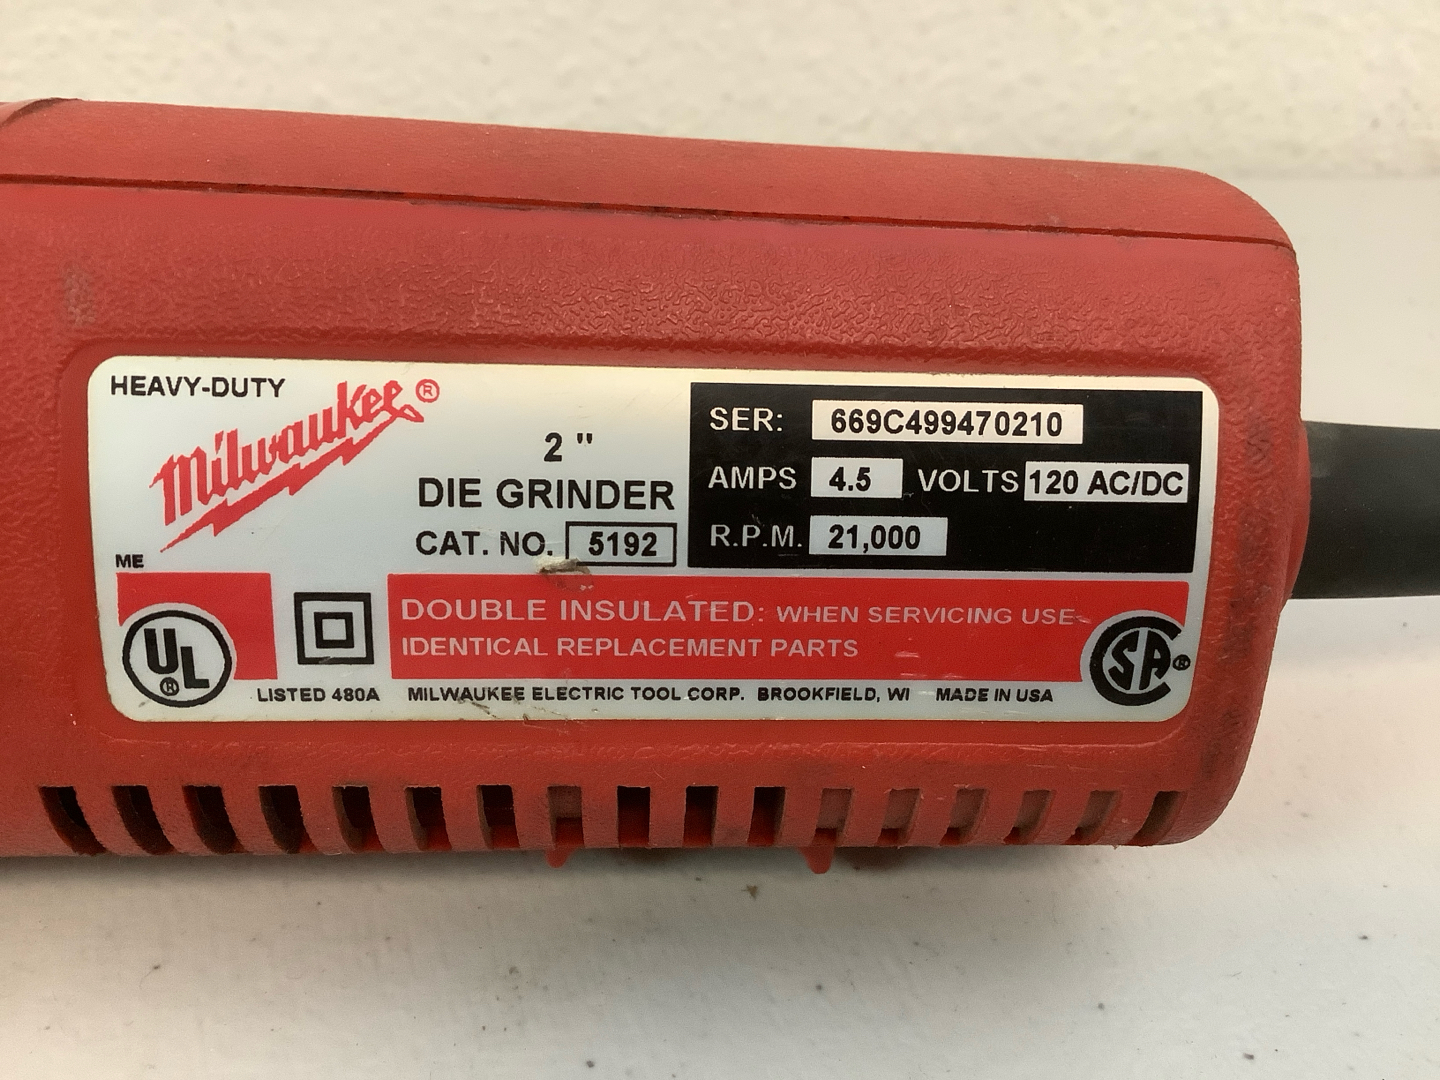 HEAVY-DUTY
Milwaukee®
2 "
DIE GRINDER
CAT. NO. 5192
ME
SER: 669C499470210
AMPS 4.5 VOLTS 120 AC/DC
R.P.M. 21,000
DOUBLE INSULATED: WHEN SERVICING USE
IDENTICAL REPLACEMENT PARTS
UL®
SA®
LISTED 480A MILWAUKEE ELECTRIC TOOL CORP. BROOKFIELD, WI MADE IN USA